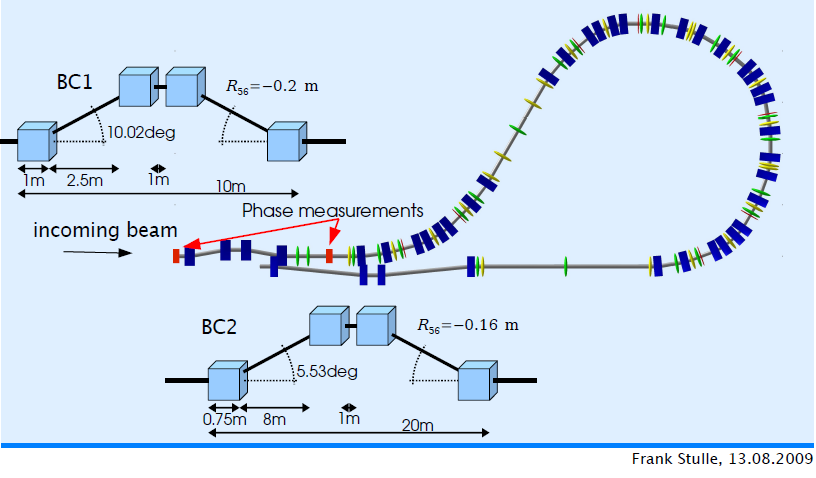 BC1
R₅₆=−0.2 m
10.02deg
1m
2.5m
1m
10m
Phase measurements
incoming beam
BC2
R₅₆=−0.16 m
5.53deg
0.75m
8m
1m
20m
Frank Stulle, 13.08.2009